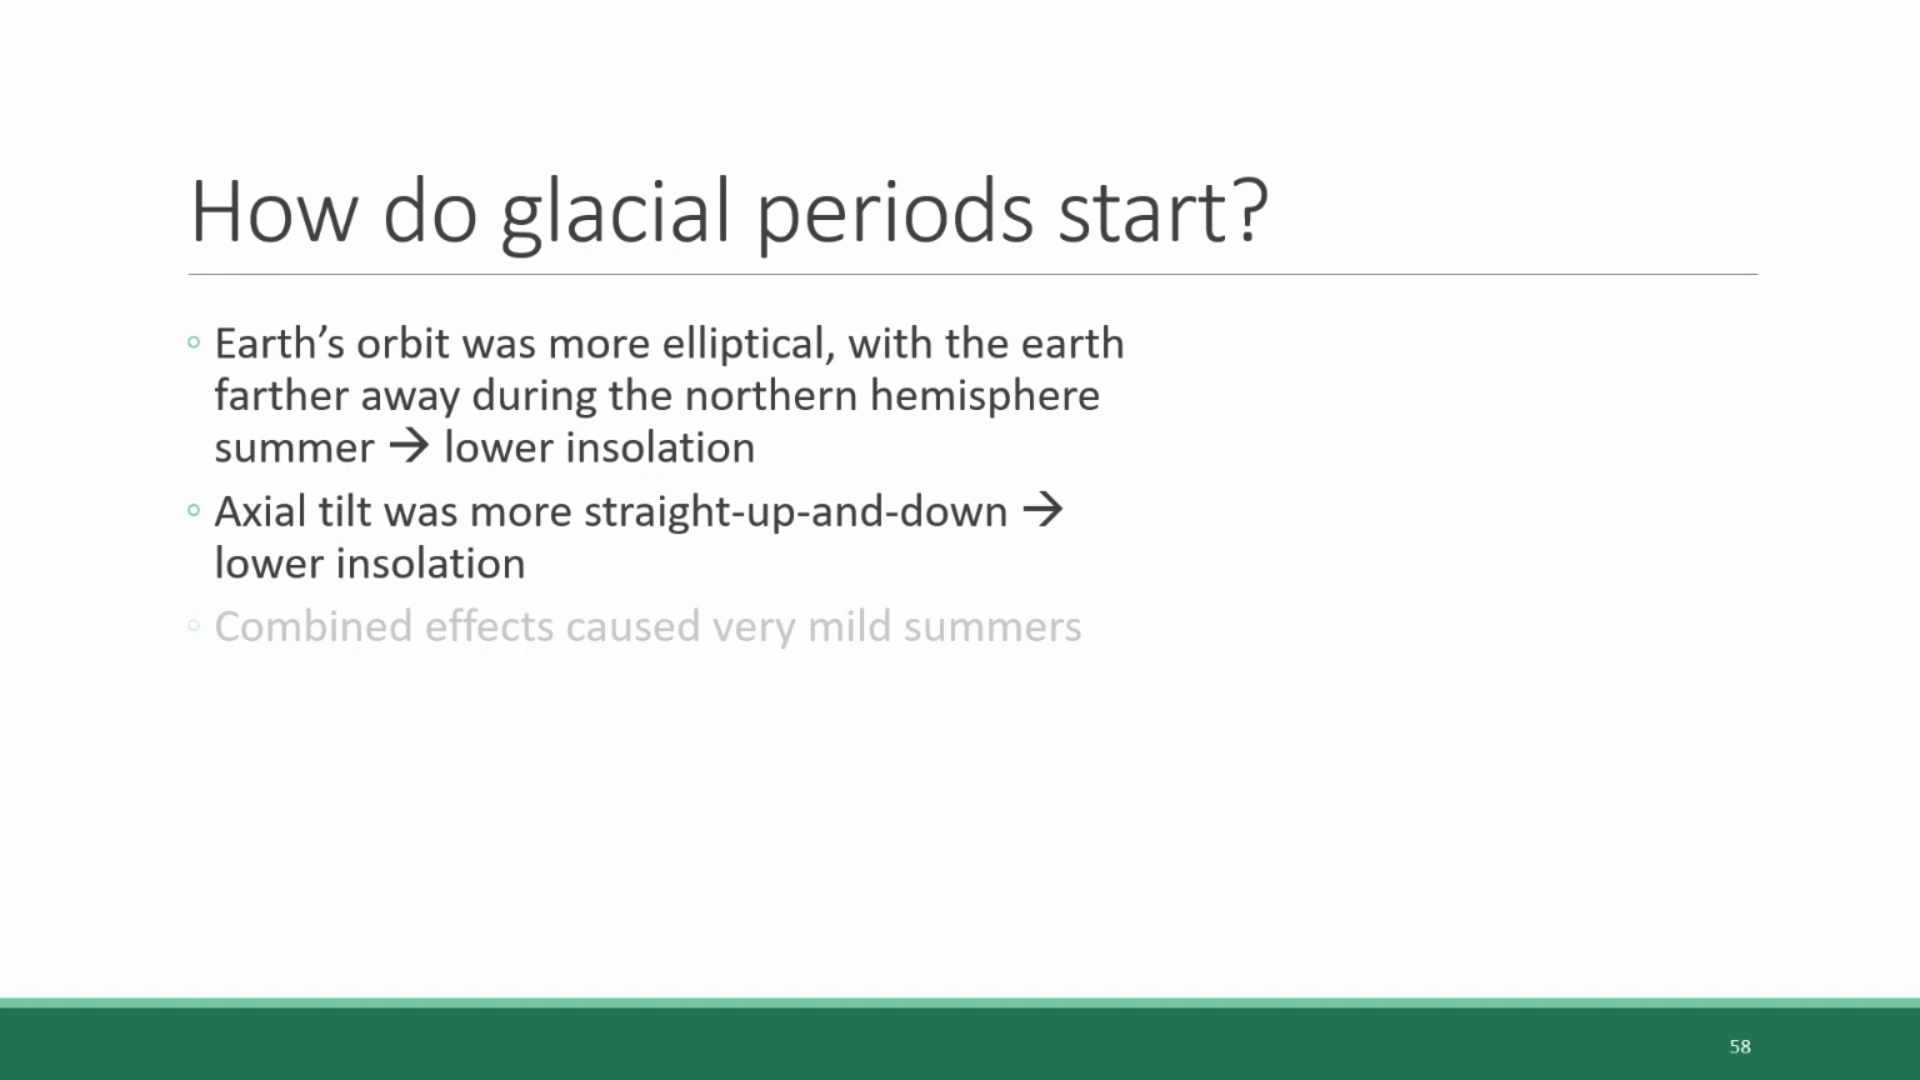 How do glacial periods start?
◦ Earth’s orbit was more elliptical, with the earth
farther away during the northern hemisphere
summer → lower insolation
◦ Axial tilt was more straight-up-and-down →
lower insolation
◦ Combined effects caused very mild summers
58